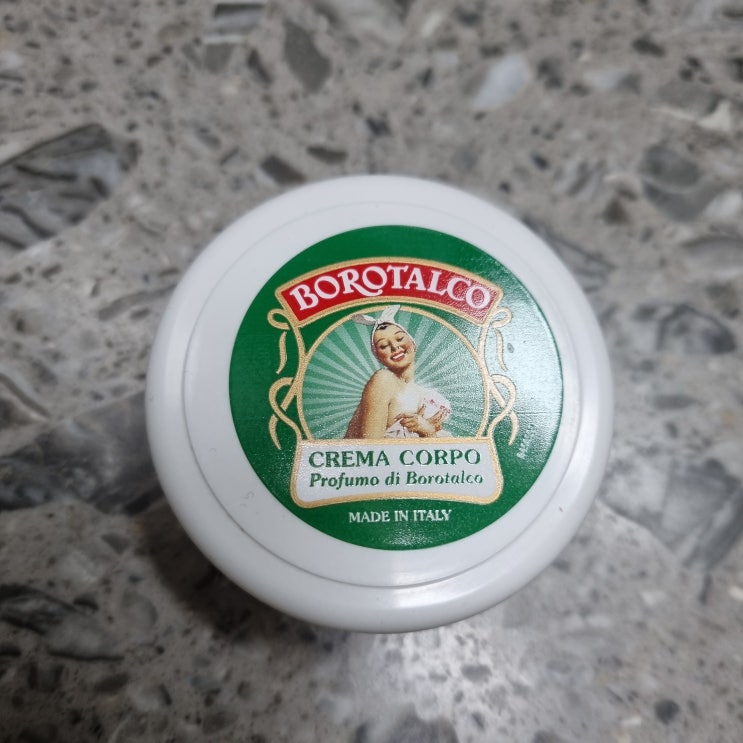 BOROTALCO
CREMA CORPO
Profumo di Borotalco
MADE IN ITALY